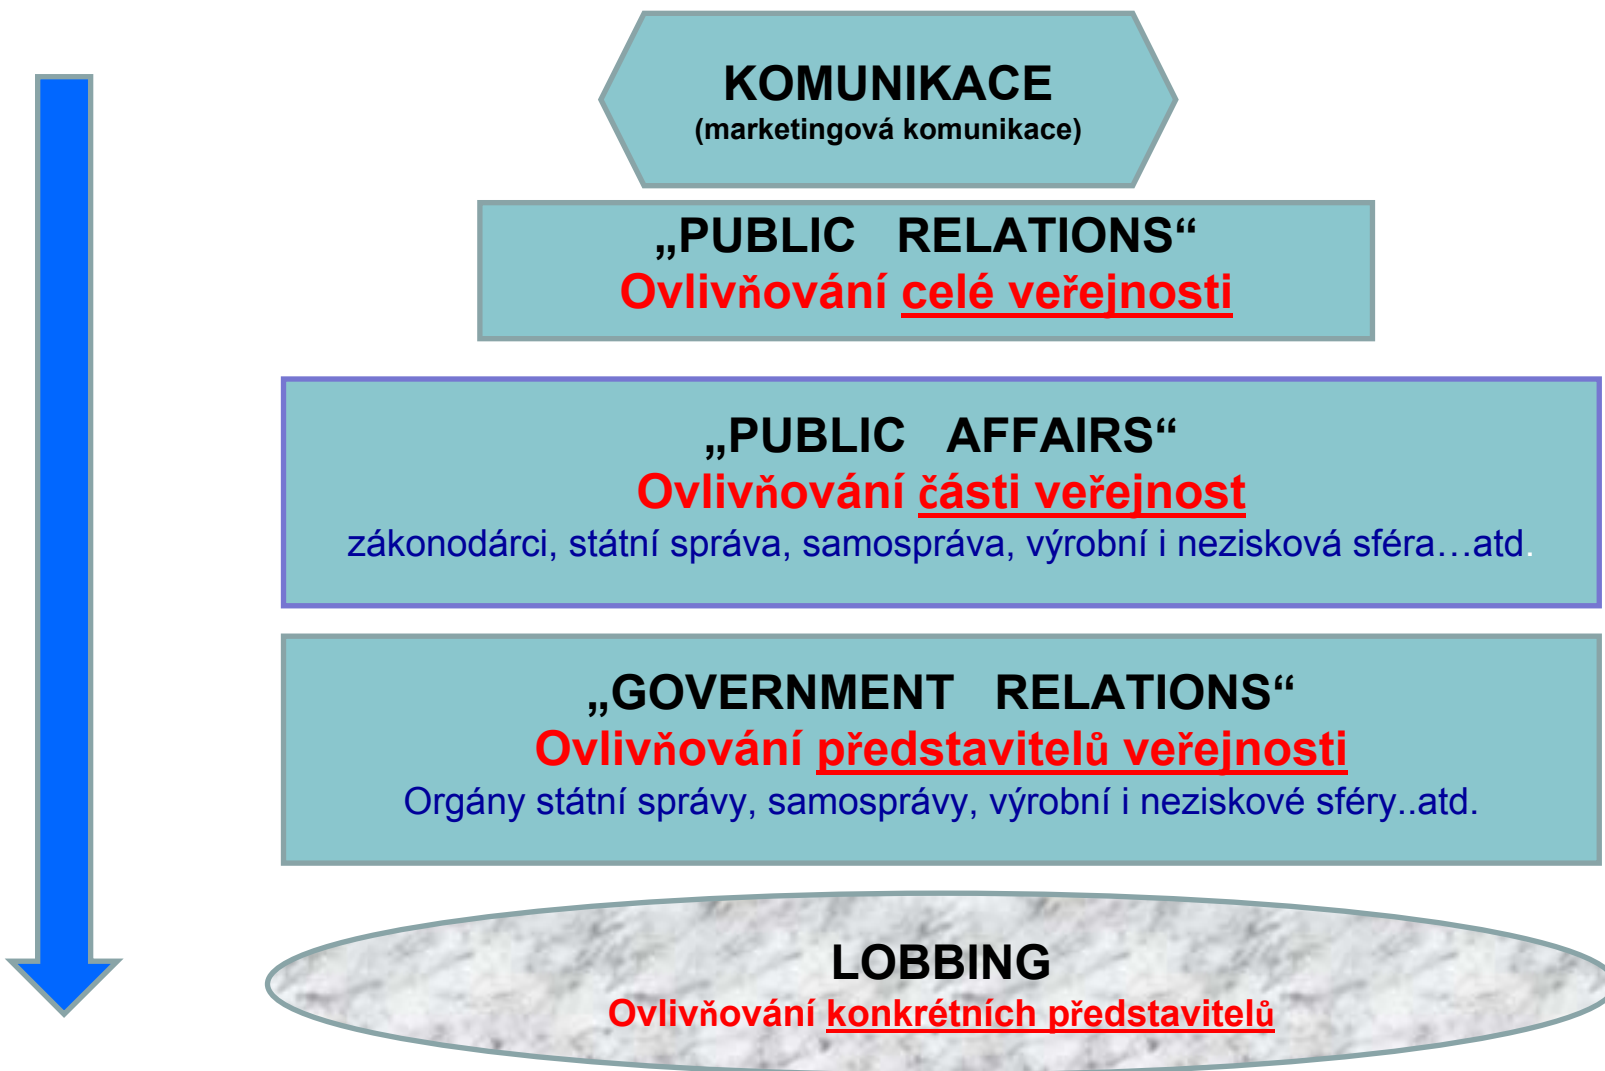 KOMUNIKACE
(marketingová komunikace)
„PUBLIC RELATIONS“
Ovlivňování celé veřejnosti
„PUBLIC AFFAIRS“
Ovlivňování části veřejnost
zákonodárci, státní správa, samospráva, výrobní i nezisková sféra…atd.
„GOVERNMENT RELATIONS“
Ovlivňování představitelů veřejnosti
Orgány státní správy, samosprávy, výrobní i neziskové sféry..atd.
LOBBING
Ovlivňování konkrétních představitelů